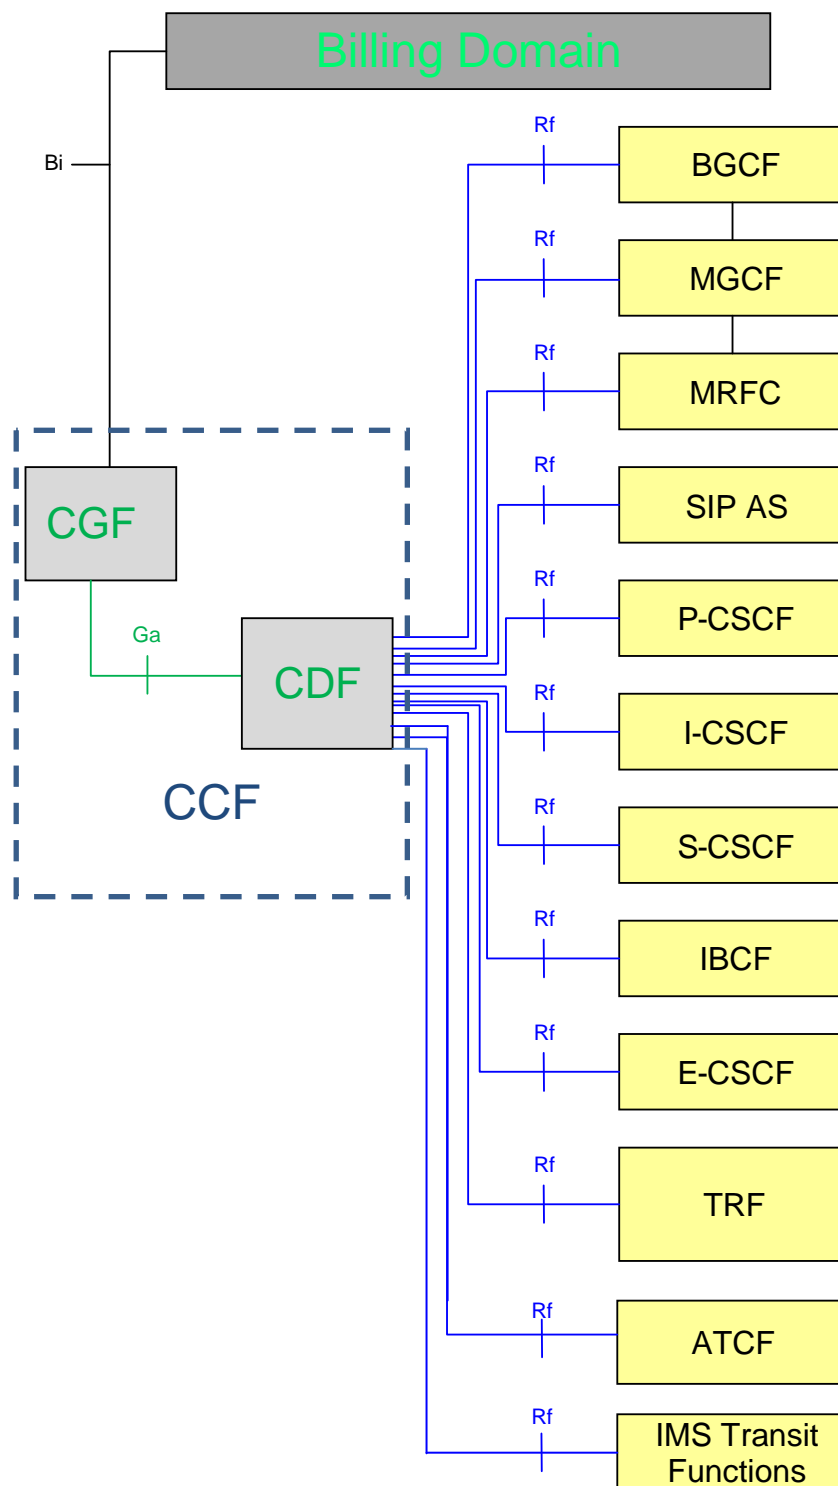 Billing Domain
Bi
Rf
BGCF
Rf
MGCF
Rf
MRFC
CGF
Rf
SIP AS
Ga
CDF
Rf
P-CSCF
Rf
I-CSCF
CCF
Rf
S-CSCF
Rf
IBCF
Rf
E-CSCF
Rf
TRF
Rf
ATCF
Rf
IMS Transit
Functions